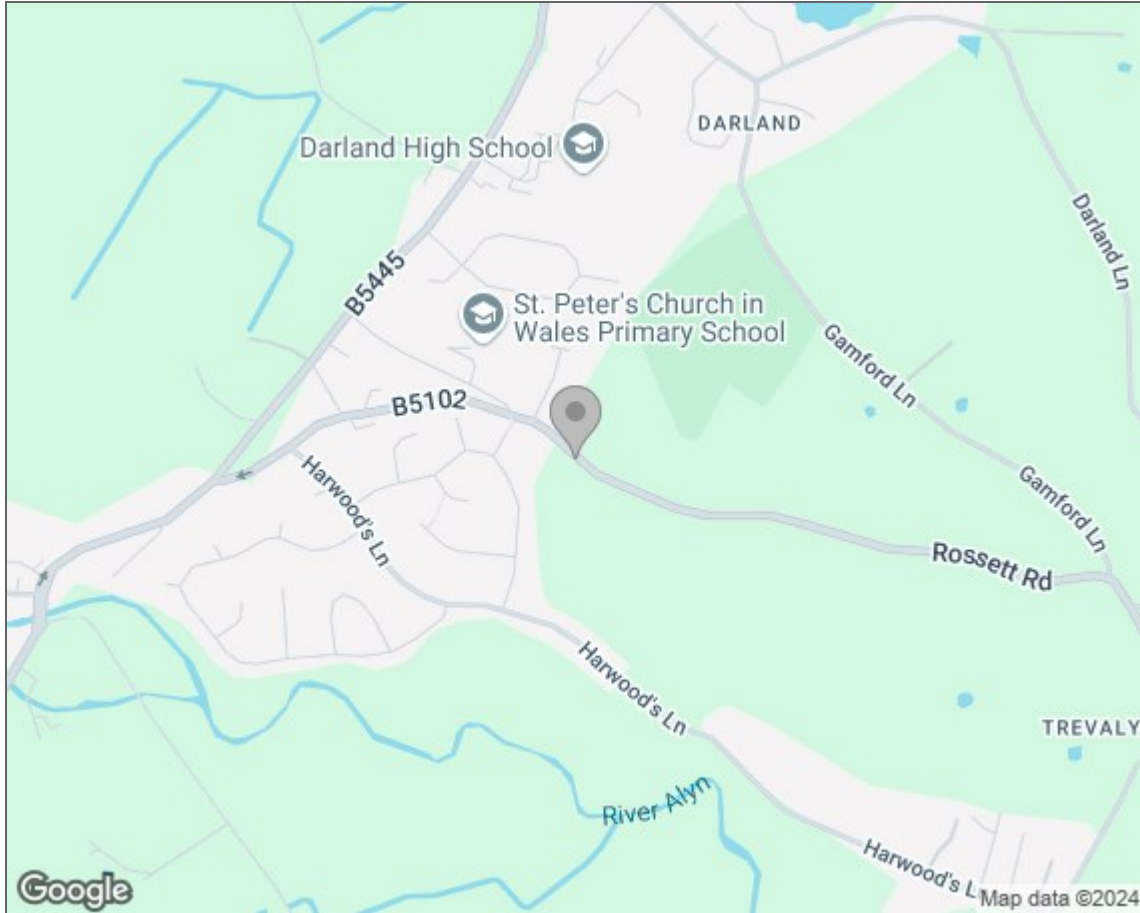 DARLAND
Darland High School
Darland Ln
B5445
St. Peter's Church in
Wales Primary School
Gamford Ln
B5102
Harwood's Ln
Gamford Ln
Rossett Rd
Harwood's Ln
TREVALY
River Alyn
Harwood's L
Google
Map data ©2024